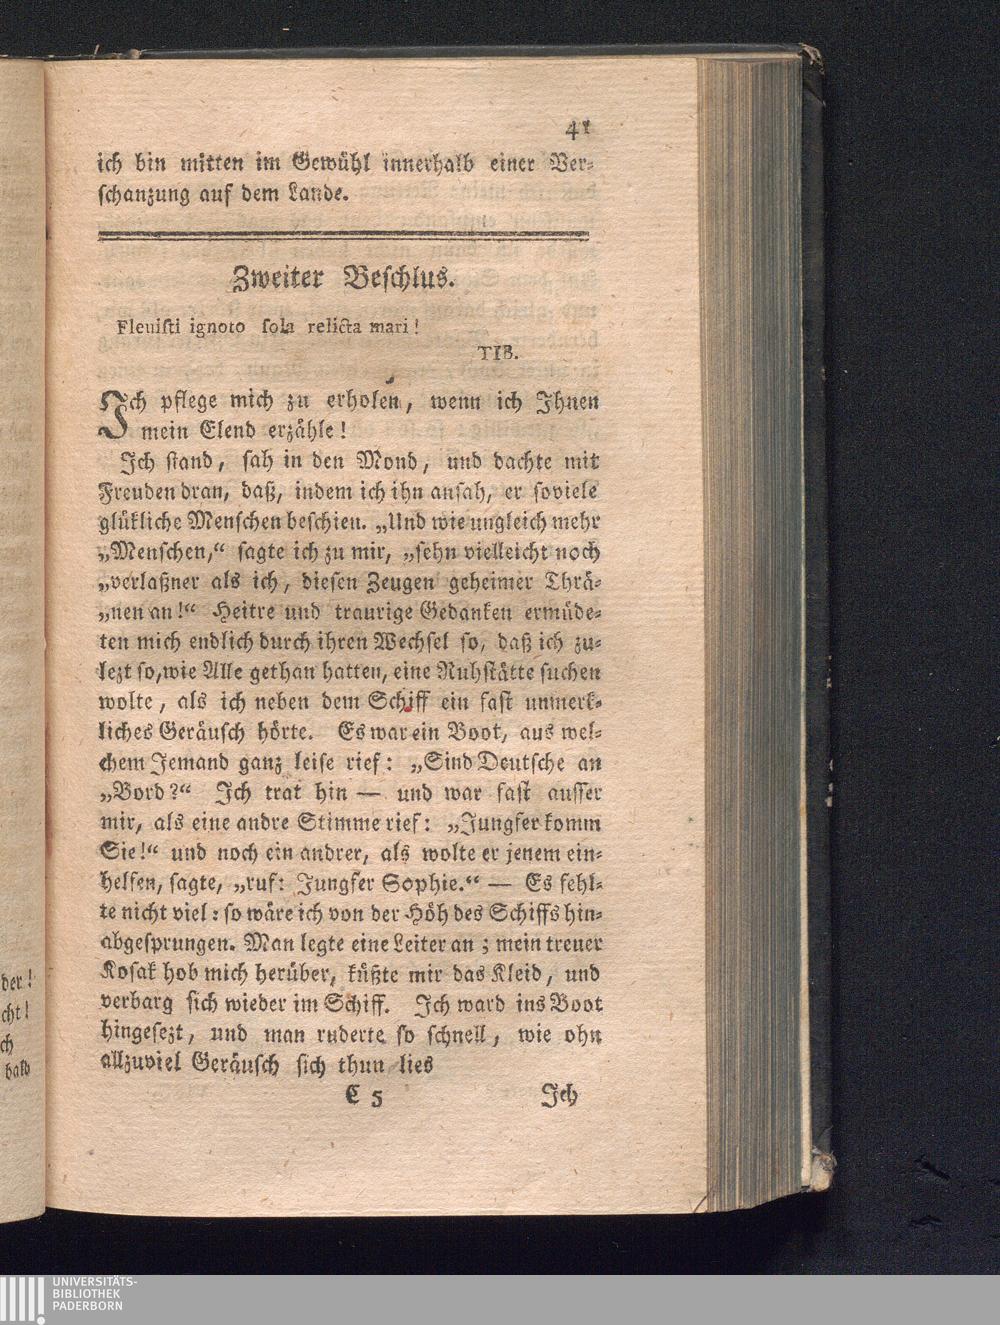 41
ich bin mitten im Gewühl innerhalb einer Ver-
schanzung auf dem Lande.
Zweiter Beschlus.
Fleuisti ignoto sola relicta mari!
TIB.
Ich pflege mich zu erholen, wenn ich Ihnen
mein Elend erzähle!
Ich stand, sah in den Mond, und dachte mit
Freuden dran, daß, indem ich ihn ansah, er soviele
glükliche Menschen beschien. „Und wie ungleich mehr
„Menschen,“ sagte ich zu mir, „sehn vielleicht noch
„verlaßner als ich, diesen Zeugen geheimer Thrä-
„nen an!“ Heitre und traurige Gedanken ermüde-
ten mich endlich durch ihren Wechsel so, daß ich zu-
lezt so, wie Alle gethan hatten, eine Ruhstätte suchen
wolte, als ich neben dem Schiff ein fast unmerk-
liches Geräusch hörte. Es war ein Boot, aus wel-
chem Jemand ganz leise rief: „Sind Deutsche an
„Bord?“ Ich trat hin — und war fast ausser
mir, als eine andre Stimme rief: „Jungfer komm
Sie!“ und noch ein andrer, als wolte er jenem ein-
helfen, sagte, „ruf: Jungfer Sophie.“ — Es fehl-
te nicht viel: so wäre ich von der Höh des Schiffs hin-
abgesprungen. Man legte eine Leiter an; mein treuer
Kosak hob mich herüber, küßte mir das Kleid, und
verbarg sich wieder im Schiff. Ich ward ins Boot
hingesezt, und man ruderte so schnell, wie ohn
allzuviel Geräusch sich thun lies
C 5 Ich
der!
cht!
ch
bald
UNIVERSITÄTS-
BIBLIOTHEK
PADERBORN